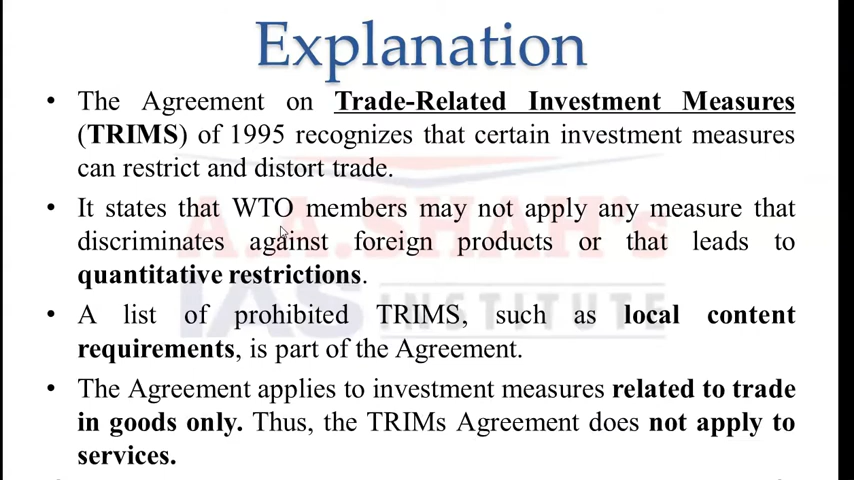 Explanation
• The Agreement on Trade-Related Investment Measures
(TRIMS) of 1995 recognizes that certain investment measures
can restrict and distort trade.
• It states that WTO members may not apply any measure that
discriminates against foreign products or that leads to
quantitative restrictions.
• A list of prohibited TRIMS, such as local content
requirements, is part of the Agreement.
• The Agreement applies to investment measures related to trade
in goods only. Thus, the TRIMs Agreement does not apply to
services.
A.A.SHAH's
IAS INSTITUTE